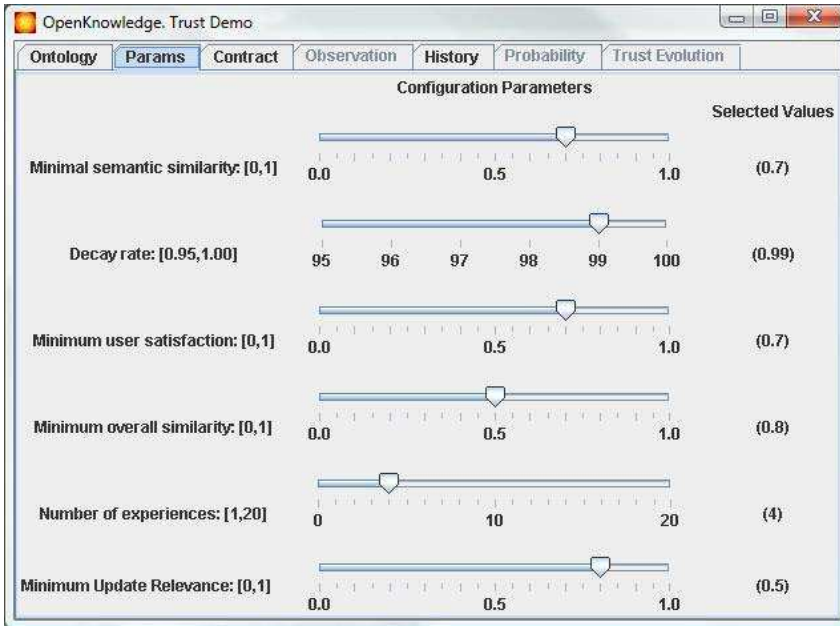 OpenKnowledge. Trust Demo
Ontology Params Contract Observation History Probability Trust Evolution
Configuration Parameters
Selected Values
Minimal semantic similarity: [0,1] 0.0 0.5 1.0 (0.7)
Decay rate: [0.95,1.00] 95 96 97 98 99 100 (0.99)
Minimum user satisfaction: [0,1] 0.0 0.5 1.0 (0.7)
Minimum overall similarity: [0,1] 0.0 0.5 1.0 (0.8)
Number of experiences: [1,20] 0 10 20 (4)
Minimum Update Relevance: [0,1] 0.0 0.5 1.0 (0.5)